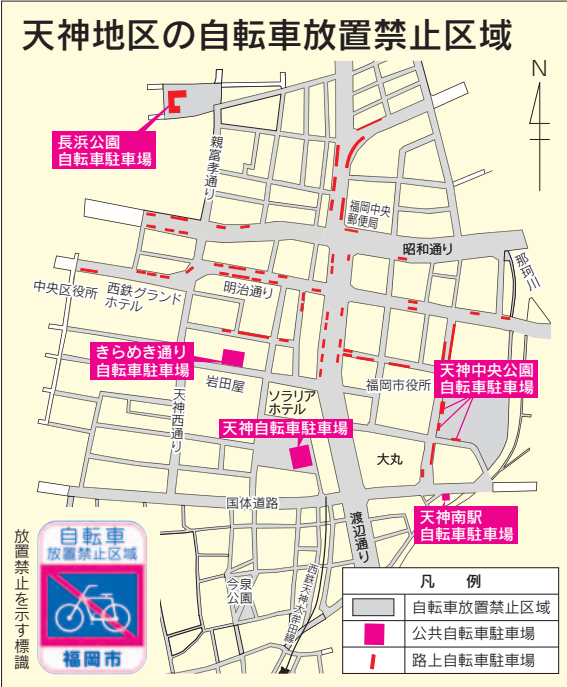 天神地区の自転車放置禁止区域
N
長浜公園
自転車駐車場
親富孝通り
福岡中央
郵便局
昭和通り
那珂川
中央区役所
西鉄グランド
ホテル
明治通り
きらめき通り
自転車駐車場
岩田屋
福岡市役所
天神中央公園
自転車駐車場
天神西通り
ソラリア
ホテル
天神自転車駐車場
大丸
国体道路
天神南駅
自転車駐車場
渡辺通り
今泉
公園
西鉄天神大牟田線
放置禁止を示す標識
自転車
放置禁止区域
福岡市
凡 例
自転車放置禁止区域
公共自転車駐車場
路上自転車駐車場